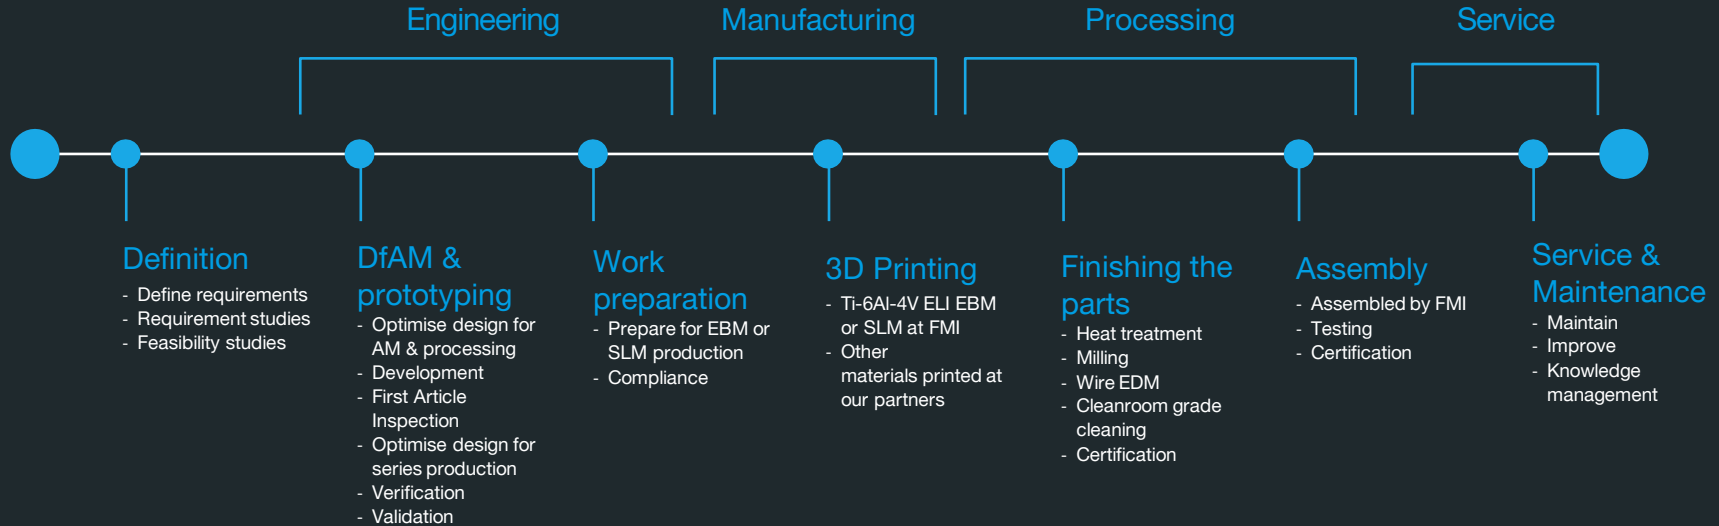 Engineering
Manufacturing
Processing
Service
Definition
- Define requirements
- Requirement studies
- Feasibility studies
DfAM &
prototyping
- Optimise design for
AM & processing
- Development
- First Article
Inspection
- Optimise design for
series production
- Verification
- Validation
Work
preparation
- Prepare for EBM or
SLM production
- Compliance
3D Printing
- Ti-6Al-4V ELI EBM
or SLM at FMI
- Other
materials printed at
our partners
Finishing the
parts
- Heat treatment
- Milling
- Wire EDM
- Cleanroom grade
cleaning
- Certification
Assembly
- Assembled by FMI
- Testing
- Certification
Service &
Maintenance
- Maintain
- Improve
- Knowledge
management